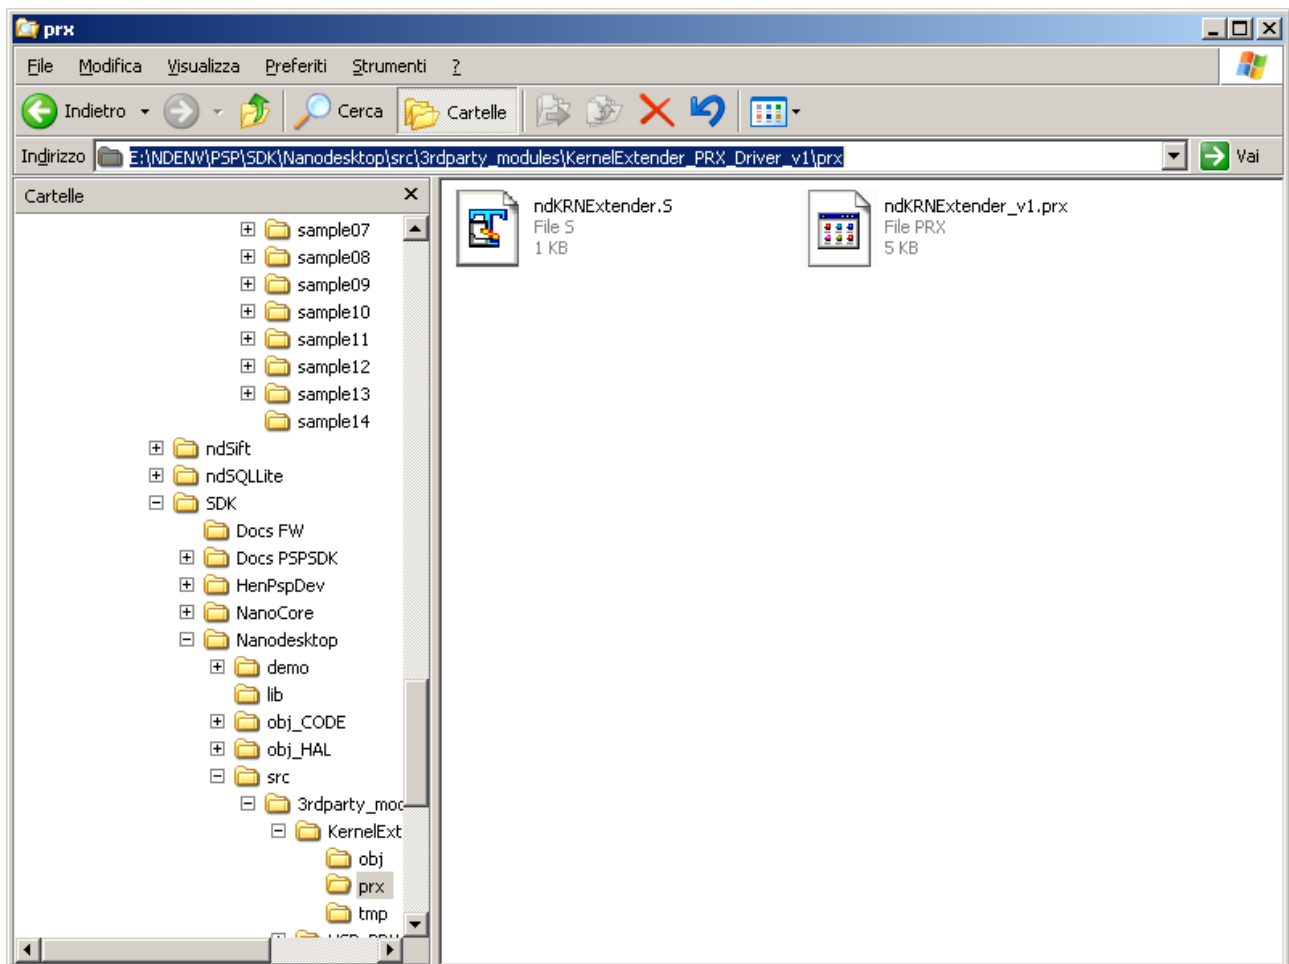 prx
File Modifica Visualizza Preferiti Strumenti ?
Indietro Cerca Cartelle
Indirizzo E:\NDENV\PSP\SDK\Nanodesktop\src\3rdparty_modules\KernelExtender_PRX_Driver_v1\prx Vai
Cartelle
sample07
sample08
sample09
sample10
sample11
sample12
sample13
sample14
ndSift
ndSQLLite
SDK
Docs FW
Docs PSPSDK
HenPspDev
NanoCore
Nanodesktop
demo
lib
obj_CODE
obj_HAL
src
3rdparty_moc
KernelExt
obj
prx
tmp
ndKRNExtender.S
File S
1 KB
ndKRNExtender_v1.prx
File PRX
5 KB